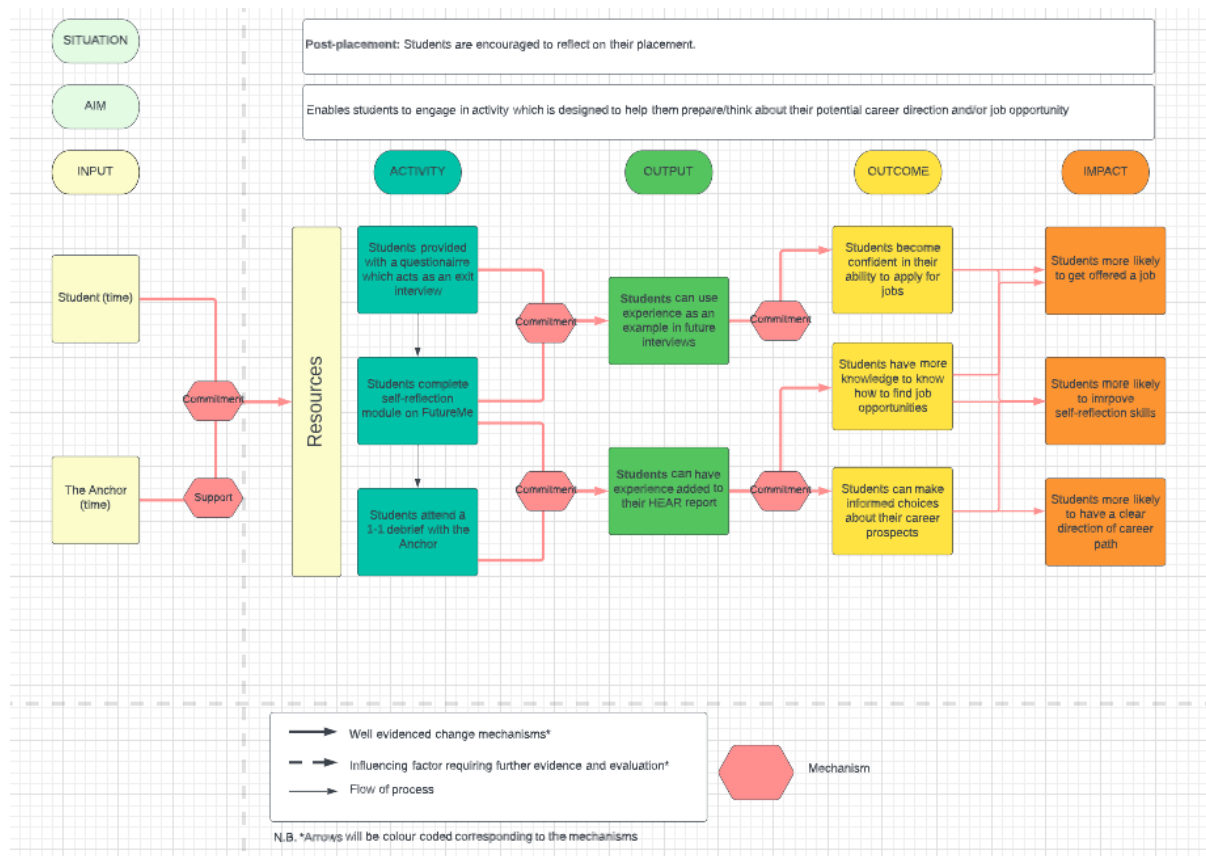 SITUATION
Post-placement: Students are encouraged to reflect on their placement.
AIM
Enables students to engage in activity which is designed to help them prepare/think about their potential career direction and/or job opportunity
INPUT
ACTIVITY
OUTPUT
OUTCOME
IMPACT
Student (time)
The Anchor
(time)
Commitment
Support
Resources
Students provided
with a questionairre
which acts as an exit
interview
Students complete
self-reflection
module on FutureMe
Students attend a
1-1 debrief with the
Anchor
Commitment
Commitment
Students can use
experience as an
example in future
interviews
Students can have
experience added to
their HEAR report
Commitment
Commitment
Students become
confident in their
ability to apply for
jobs
Students have more
knowledge to know
how to find job
opportunities
Students can make
informed choices
about their career
prospects
Students more likely
to get offered a job
Students more likely
to imrpove
self-reflection skills
Students more likely
to have a clear
direction of career
path
Well evidenced change mechanisms*
Influencing factor requiring further evidence and evaluation*
Flow of process
Mechanism
N.B. *Arrows will be colour coded corresponding to the mechanisms